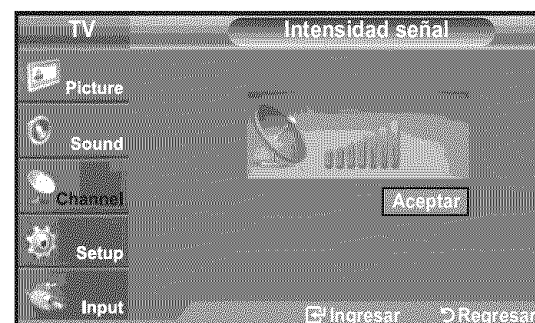 TV
Intensidad señal
Picture
Sound
Channel
Setup
Input
Aceptar
Ingresar
Regresar